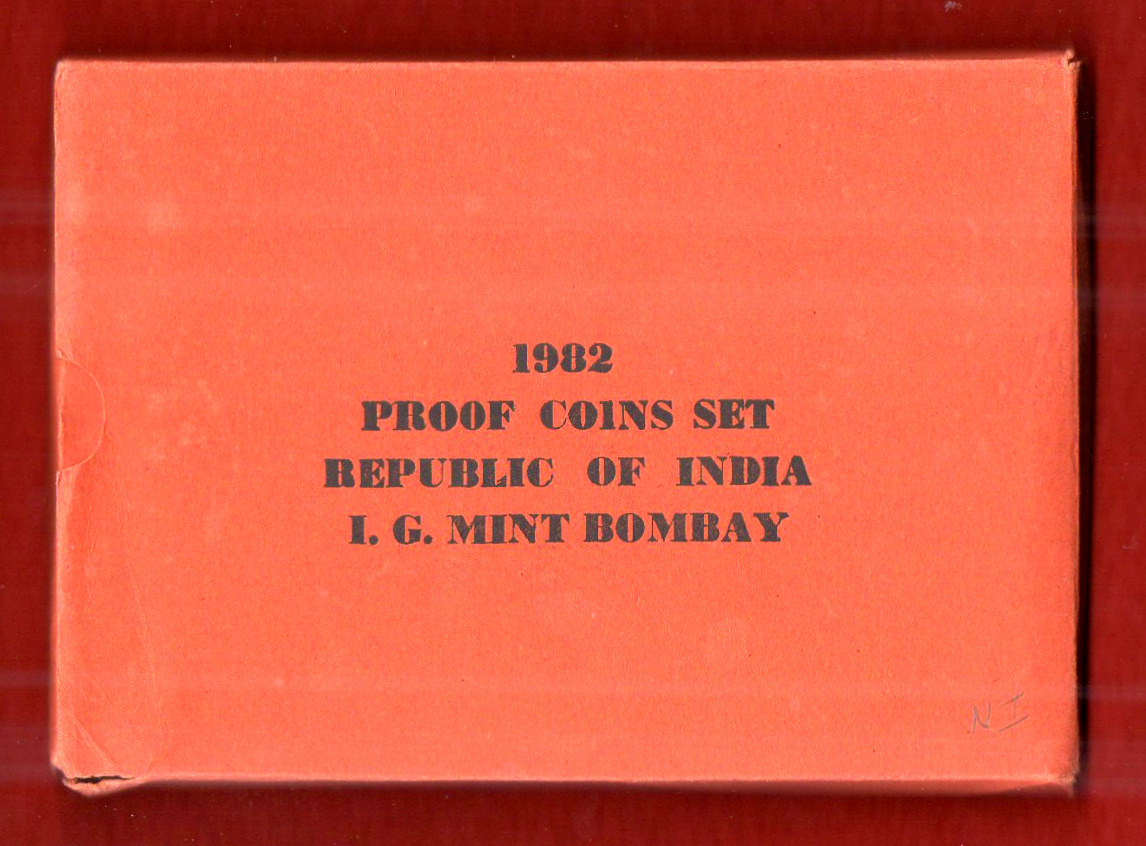 1982
PROOF COINS SET
REPUBLIC OF INDIA
I. G. MINT BOMBAY
N I